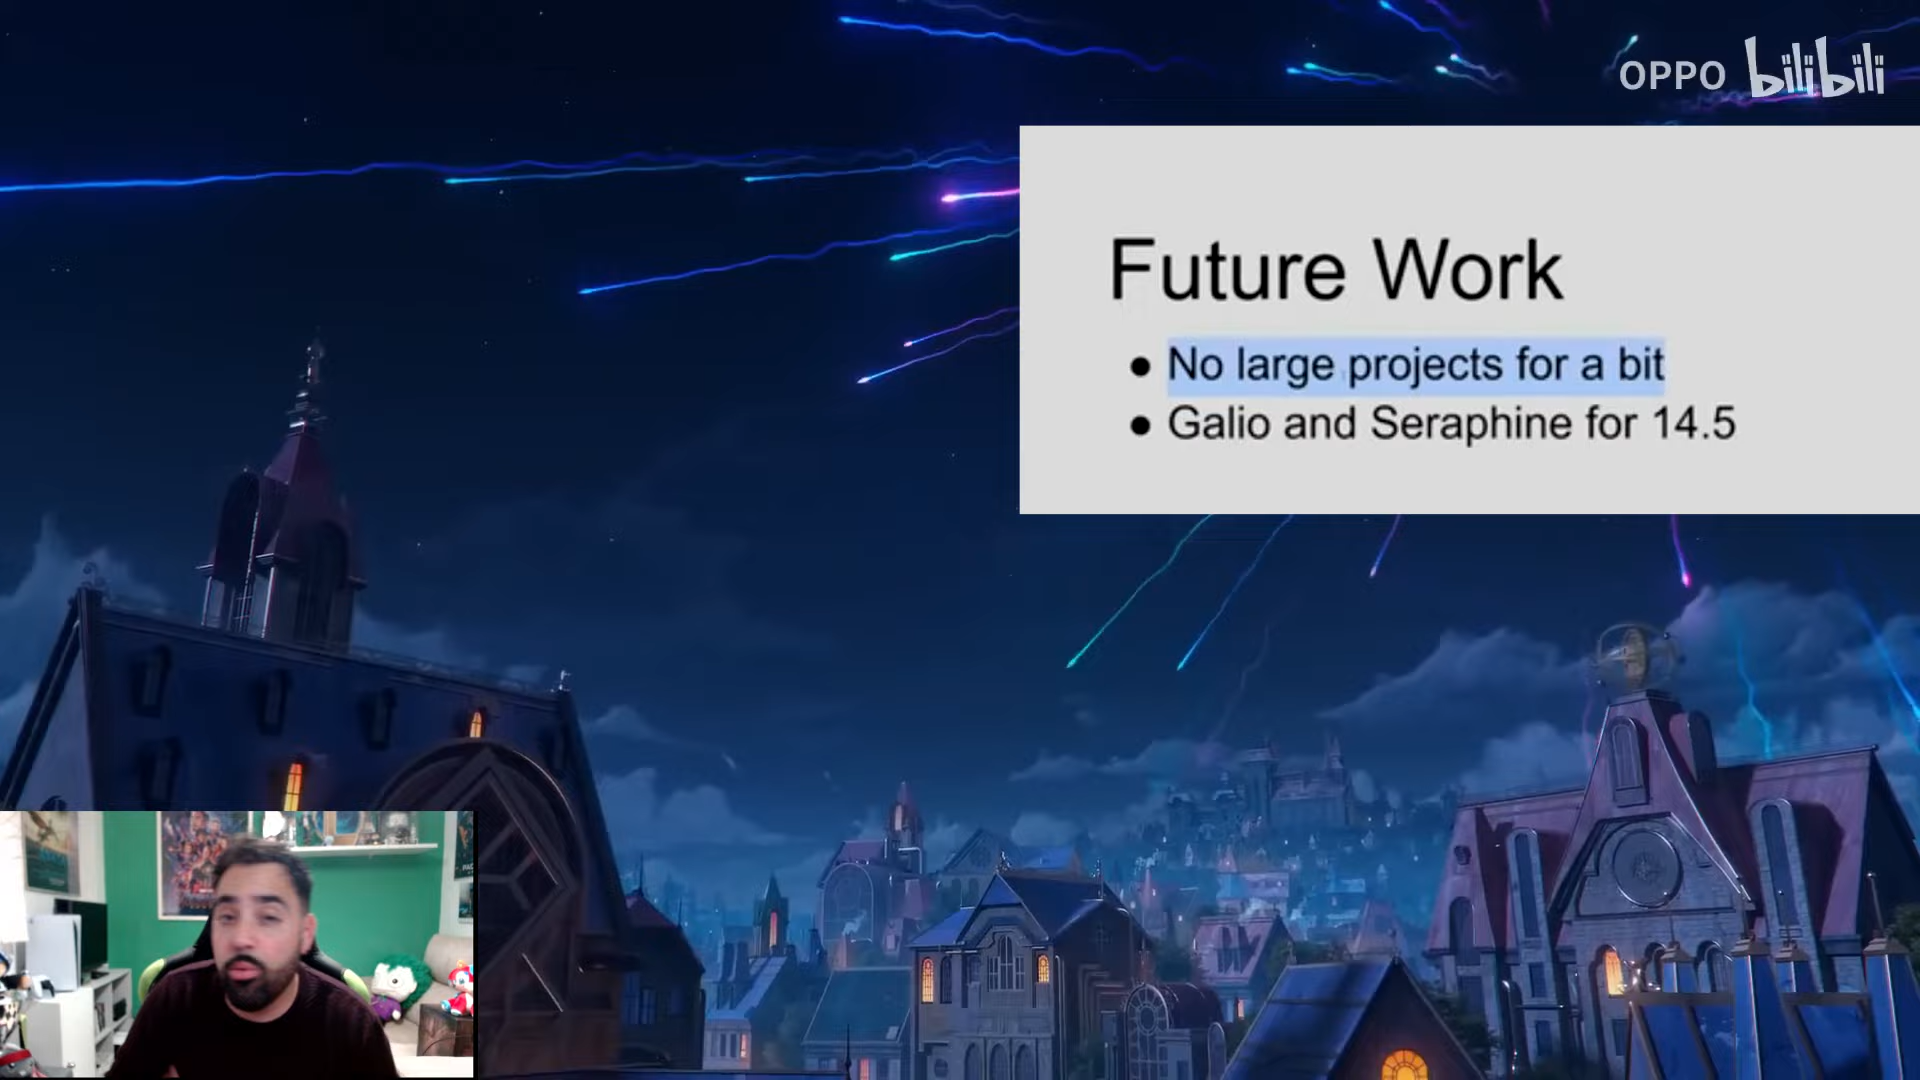 OPPO bilibili
Future Work
● No large projects for a bit
● Galio and Seraphine for 14.5